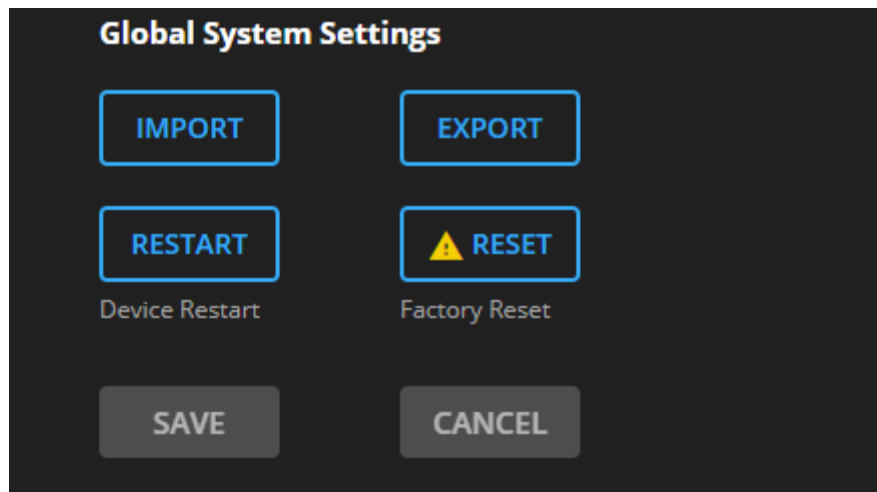 Global System Settings
IMPORT EXPORT
RESTART RESET
Device Restart Factory Reset
SAVE CANCEL